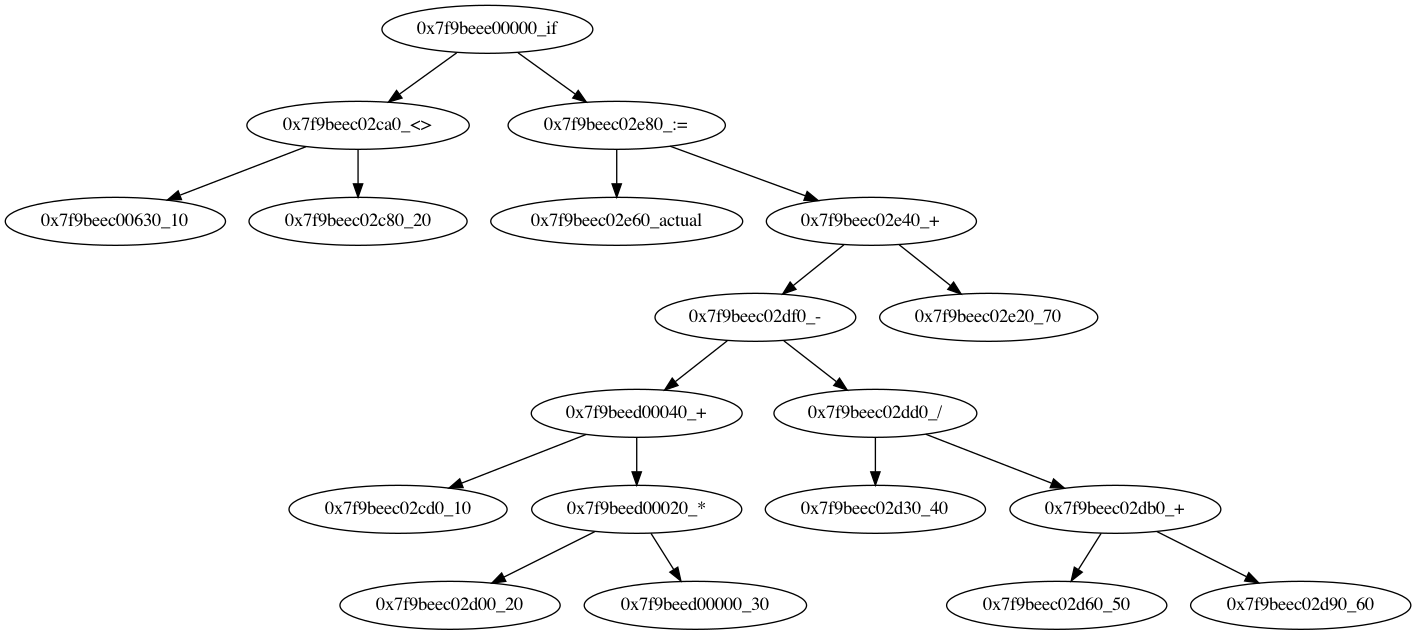 0x7f9beee00000_if
0x7f9beec02ca0_<>
0x7f9beec02e80_:=
0x7f9beec00630_10
0x7f9beec02c80_20
0x7f9beec02e60_actual
0x7f9beec02e40_+
0x7f9beec02df0_-
0x7f9beec02e20_70
0x7f9beed00040_+
0x7f9beec02dd0_/
0x7f9beec02cd0_10
0x7f9beed00020_*
0x7f9beec02d30_40
0x7f9beec02db0_+
0x7f9beec02d00_20
0x7f9beed00000_30
0x7f9beec02d60_50
0x7f9beec02d90_60